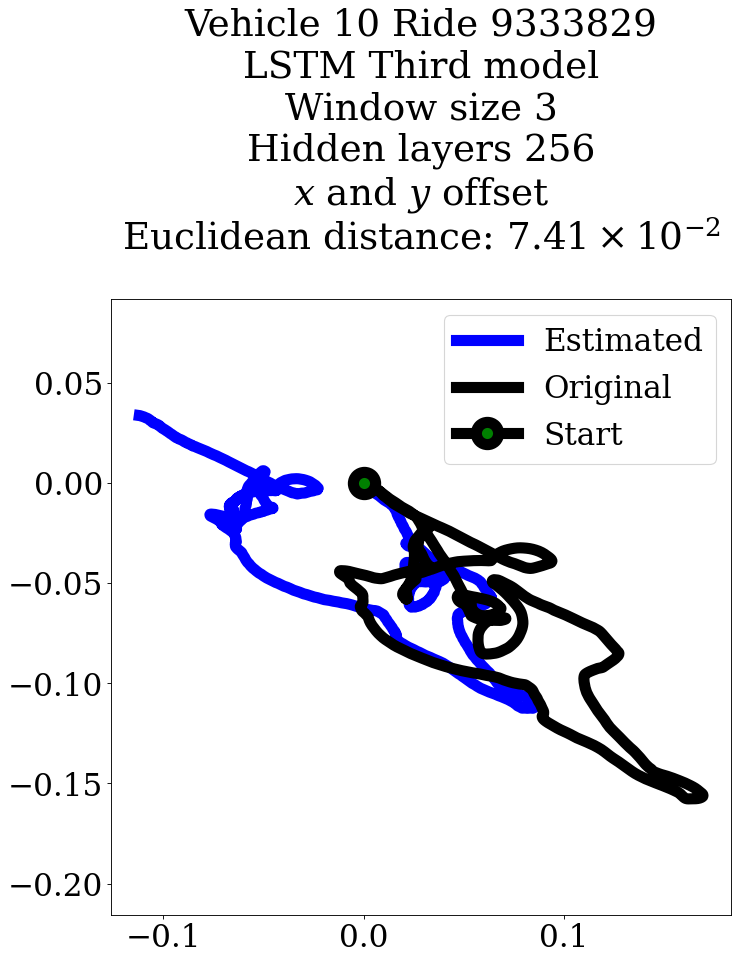 Vehicle 10 Ride 9333829
LSTM Third model
Window size 3
Hidden layers 256
x and y offset
Euclidean distance: 7.41 × 10⁻²
Estimated
Original
Start
0.05
0.00
−0.05
−0.10
−0.15
−0.20
−0.1 0.0 0.1